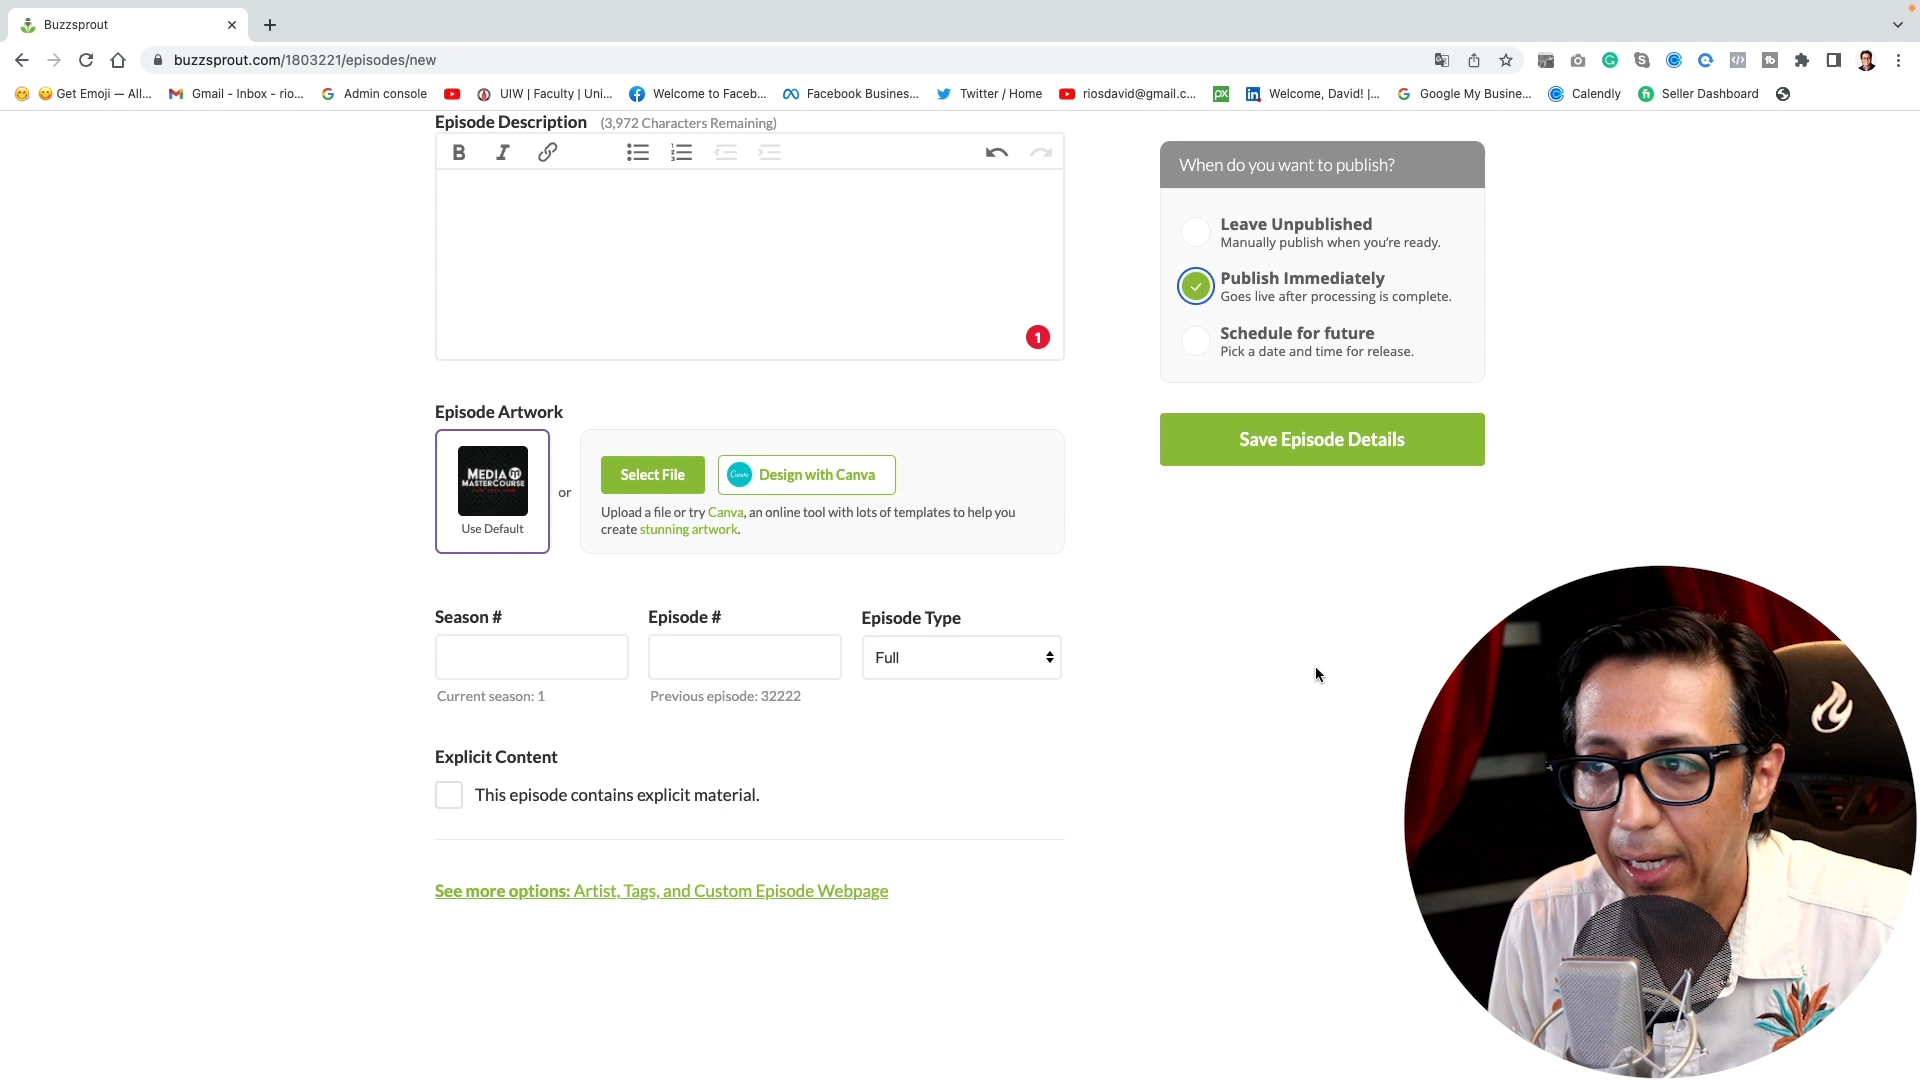 Buzzsprout
buzzsprout.com/1803221/episodes/new
Get Emoji — All...
Gmail - Inbox - rio...
Admin console
UIW | Faculty | Uni...
Welcome to Faceb...
Facebook Business...
Twitter / Home
riosdavid@gmail.c...
Welcome, David! |...
Google My Busine...
Calendly
Seller Dashboard
Episode Description (3,972 Characters Remaining)
B I
1
When do you want to publish?
Leave Unpublished
Manually publish when you're ready.
Publish Immediately
Goes live after processing is complete.
Schedule for future
Pick a date and time for release.
Save Episode Details
Episode Artwork
MEDIA
MASTERCOURSE
Use Default
or
Select File
Canva
Design with Canva
Upload a file or try Canva, an online tool with lots of templates to help you
create stunning artwork.
Season #
Episode #
Episode Type
Full
Current season: 1
Previous episode: 32222
Explicit Content
This episode contains explicit material.
See more options: Artist, Tags, and Custom Episode Webpage